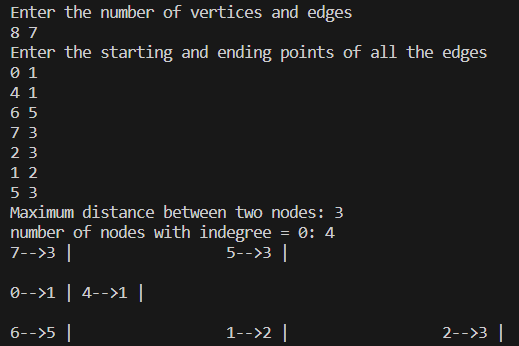 Enter the number of vertices and edges
8 7
Enter the starting and ending points of all the edges
0 1
4 1
6 5
7 3
2 3
1 2
5 3
Maximum distance between two nodes: 3
number of nodes with indegree = 0: 4
7-->3 |                    5-->3 |
0-->1 | 4-->1 |
6-->5 |                    1-->2 |                    2-->3 |